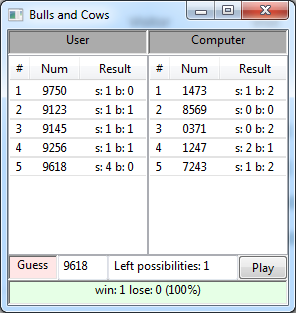 Bulls and Cows
User Computer
# Num Result # Num Result
1 9750 s: 1 b: 0 1 1473 s: 1 b: 2
2 9123 s: 1 b: 1 2 8569 s: 0 b: 0
3 9145 s: 1 b: 1 3 0371 s: 0 b: 2
4 9256 s: 1 b: 1 4 1247 s: 2 b: 1
5 9618 s: 4 b: 0 5 7243 s: 1 b: 2
Guess 9618 Left possibilities: 1 Play
win: 1 lose: 0 (100%)